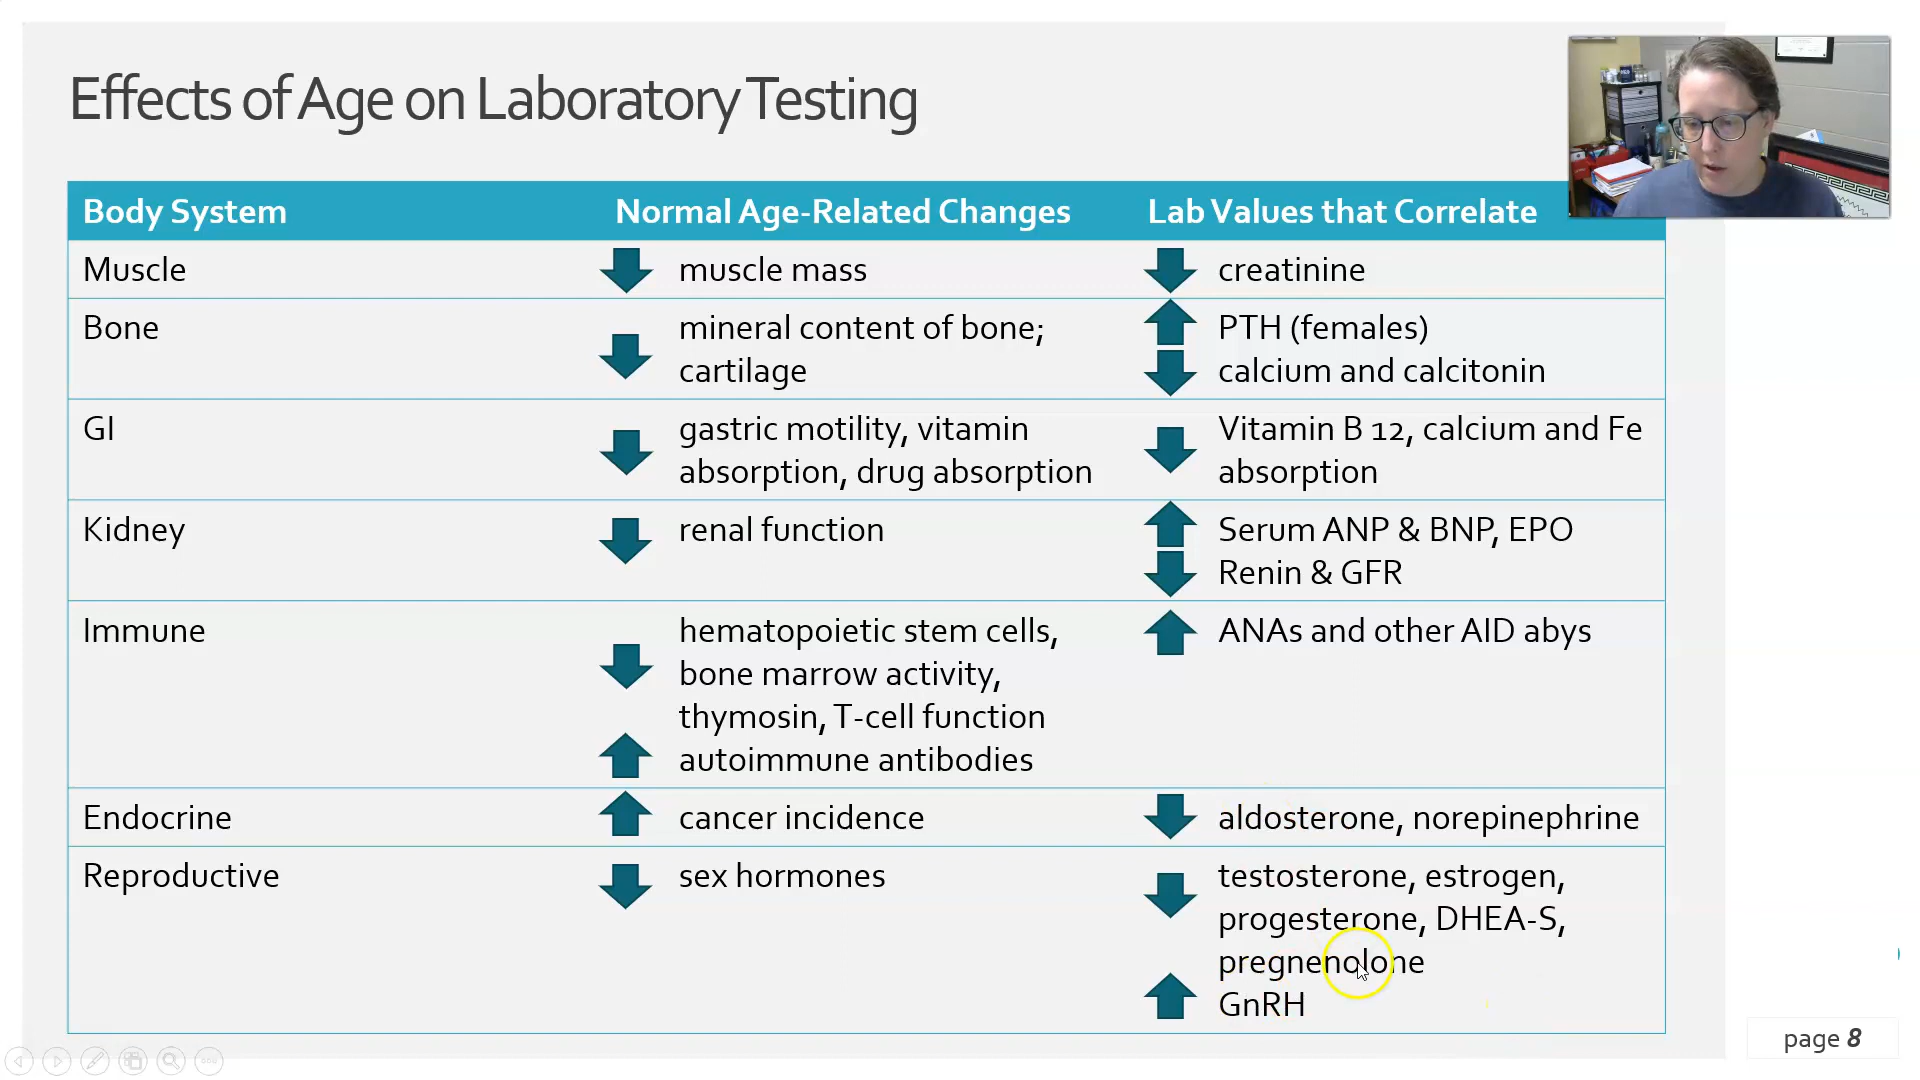 Effects of Age on Laboratory Testing
Body System Normal Age-Related Changes Lab Values that Correlate
Muscle muscle mass creatinine
Bone mineral content of bone; PTH (females)
cartilage calcium and calcitonin
GI gastric motility, vitamin Vitamin B 12, calcium and Fe
absorption, drug absorption absorption
Kidney renal function Serum ANP & BNP, EPO
Renin & GFR
Immune hematopoietic stem cells, ANAs and other AID abys
bone marrow activity,
thymosin, T-cell function
autoimmune antibodies
Endocrine cancer incidence aldosterone, norepinephrine
Reproductive sex hormones testosterone, estrogen,
progesterone, DHEA-S,
pregnenolone
GnRH
page 8